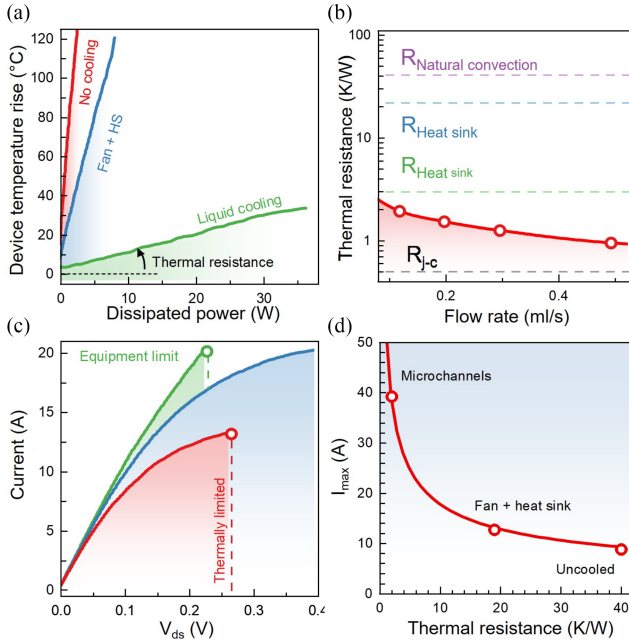 (a)
120
100
80
60
40
20
0
Device temperature rise (°C)
No cooling
Fan + HS
Liquid cooling
Thermal resistance
0 10 20 30
Dissipated power (W)
(b)
100
10
1
Thermal resistance (K/W)
R Natural convection
R Heat sink
R Heat sink
R j-c
0.2 0.4
Flow rate (ml/s)
(c)
20
15
10
5
0
Current (A)
Equipment limit
Thermally limited
0.0 0.1 0.2 0.3 0.4
Vds (V)
(d)
50
40
30
20
10
0
Imax (A)
Microchannels
Fan + heat sink
Uncooled
0 10 20 30 40
Thermal resistance (K/W)